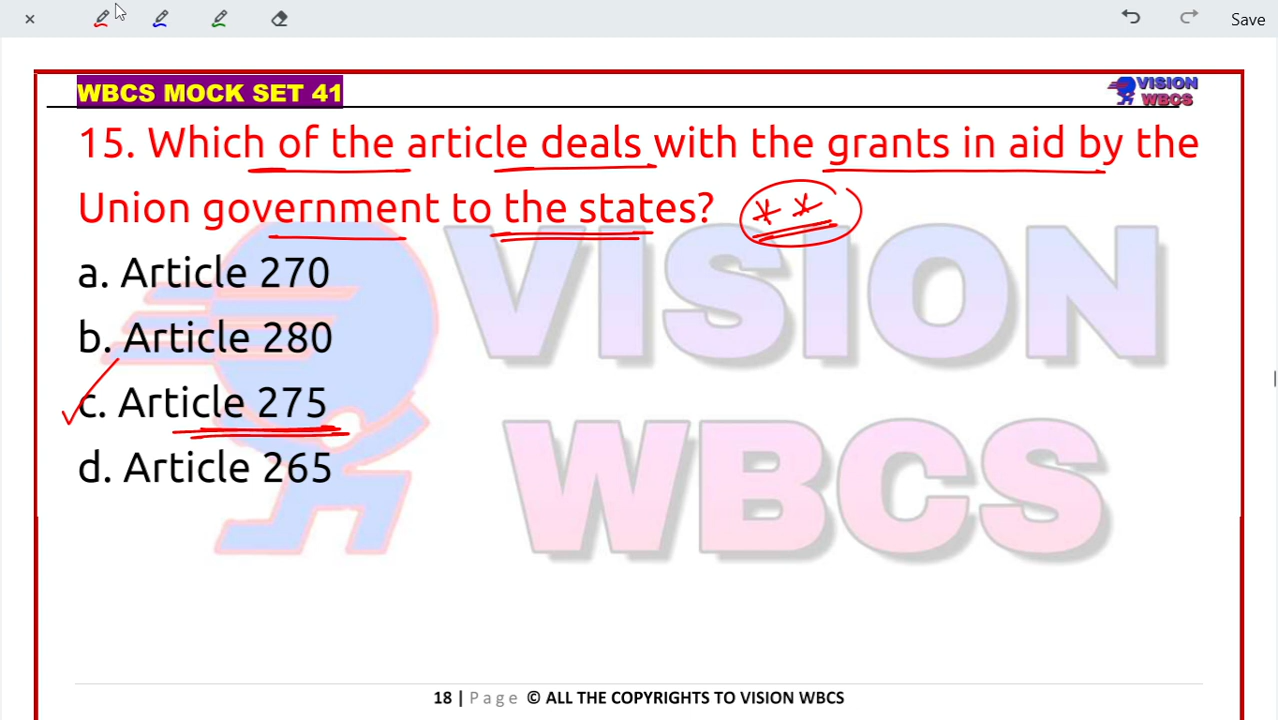 Save
WBCS MOCK SET 41
VISION
WBCS
15. Which of the article deals with the grants in aid by the
Union government to the states? **
a. Article 270
b. Article 280
c. Article 275
d. Article 265
VISION
WBCS
18 | Page © ALL THE COPYRIGHTS TO VISION WBCS